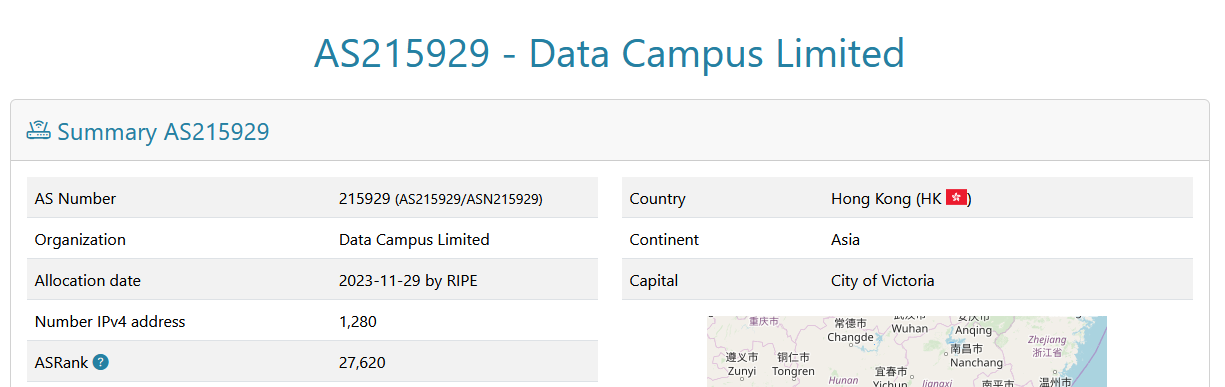 AS215929 - Data Campus Limited
Summary AS215929
AS Number 215929 (AS215929/ASN215929)
Organization Data Campus Limited
Allocation date 2023-11-29 by RIPE
Number IPv4 address 1,280
ASRank ? 27,620
Country Hong Kong (HK )
Continent Asia
Capital City of Victoria
重庆市
常德市
Changde
Wuhan
安庆市
Anqing
遵义市
Zunyi
铜仁市
Tongren
南昌市
Nanchang
Zhejiang
浙江省
Hunan
宜春市
Yichun
Jiangxi
南平市
温州市